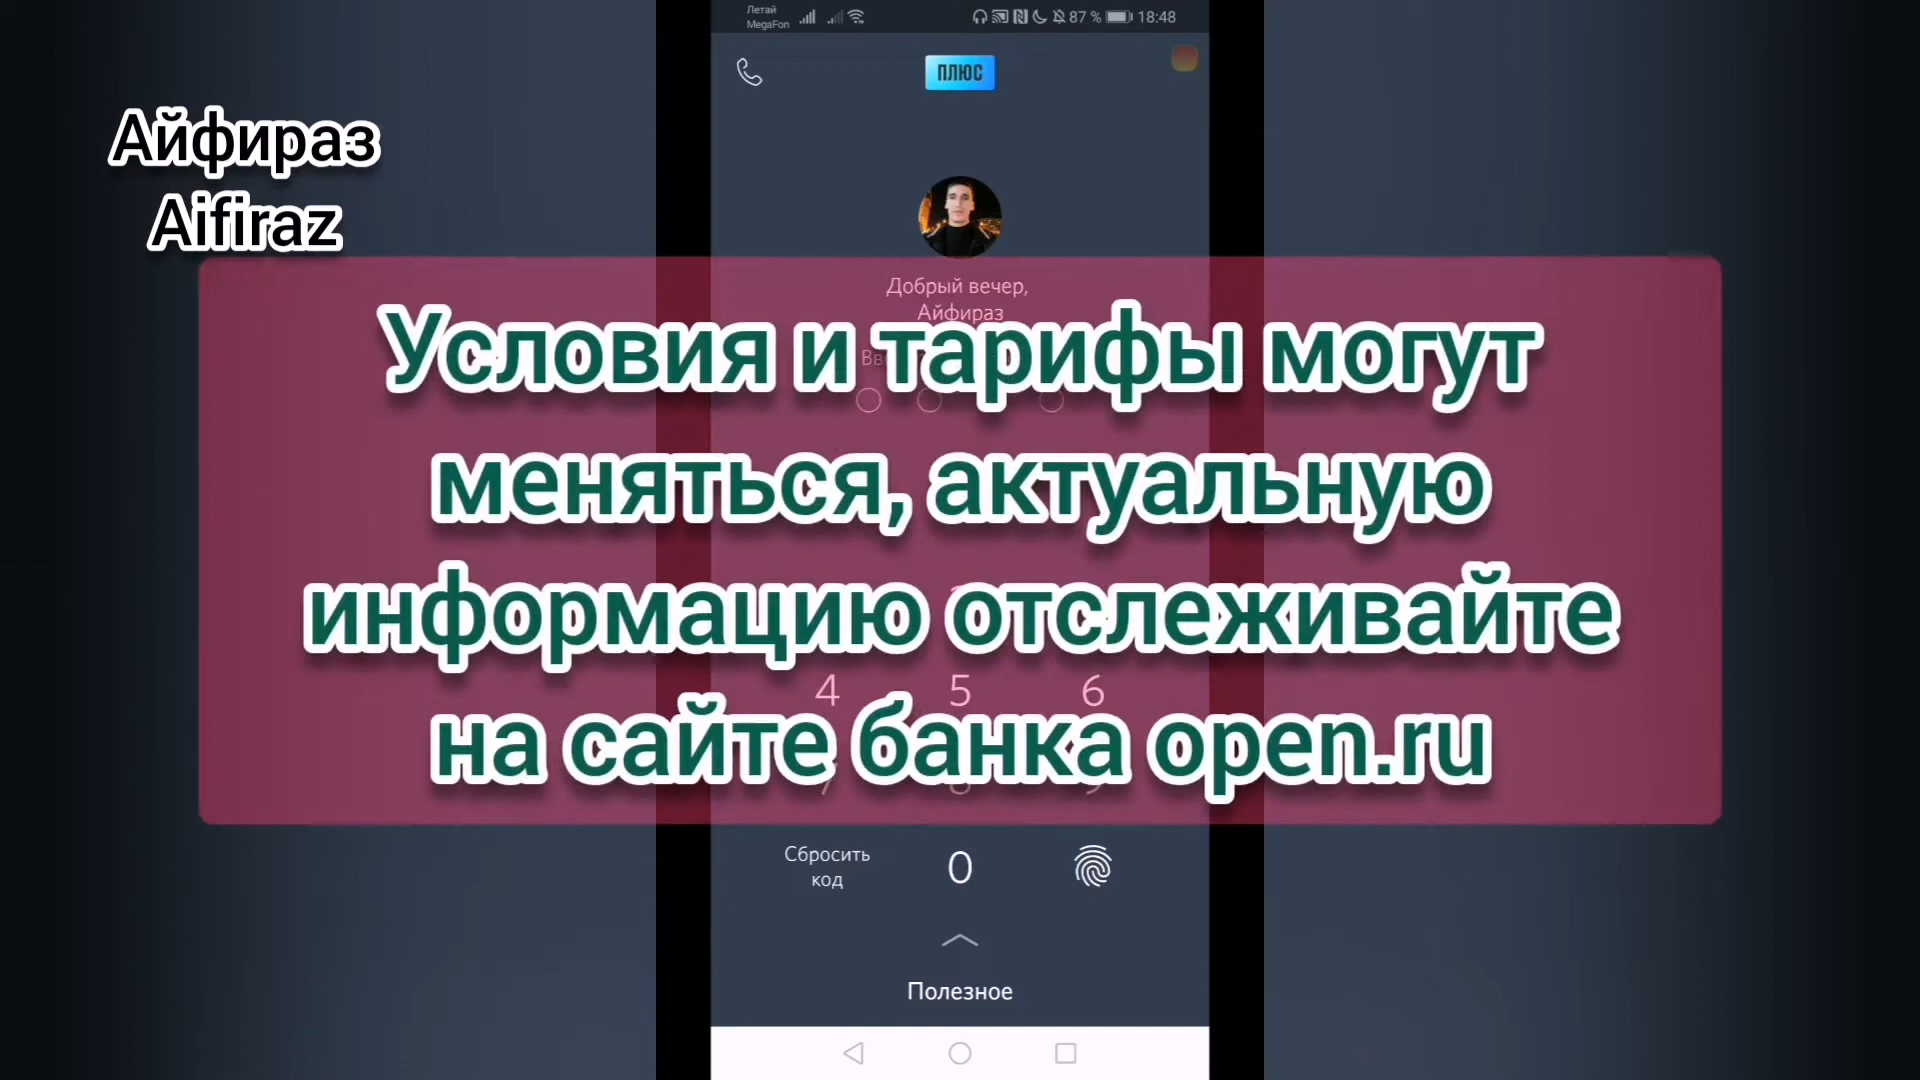 Летай
MegaFon
87 % 18:48
ПЛЮС
Айфираз
Aifiraz
Добрый вечер,
Айфираз
Условия и тарифы могут
меняться, актуальную
информацию отслеживайте
4 5 6
на сайте банка open.ru
Сбросить
код
0
Полезное